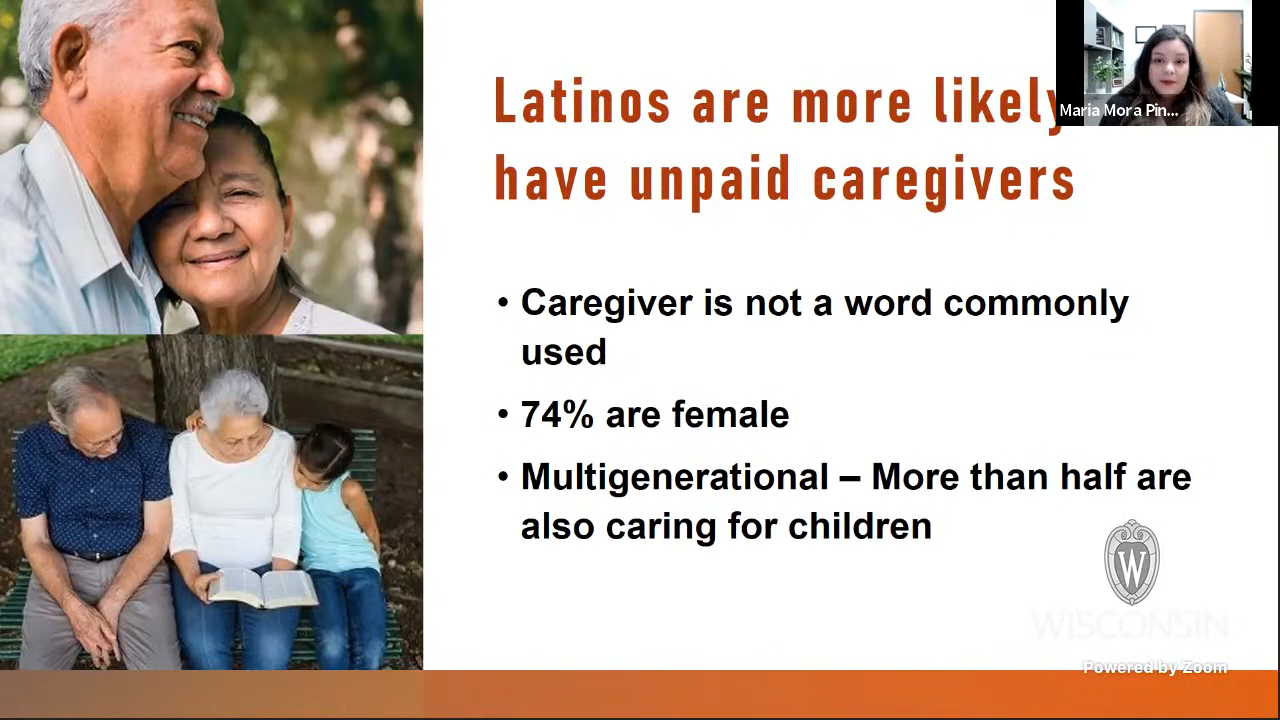 Latinos are more likely
have unpaid caregivers
Maria Mora Pin...
• Caregiver is not a word commonly
used
• 74% are female
• Multigenerational – More than half are
also caring for children
W
WISCONSIN
Powered by Zoom